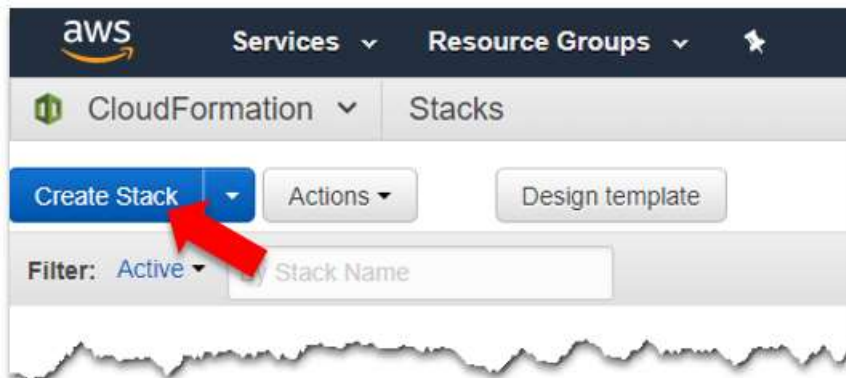 aws Services Resource Groups
CloudFormation Stacks
Create Stack Actions Design template
Filter: Active Stack Name